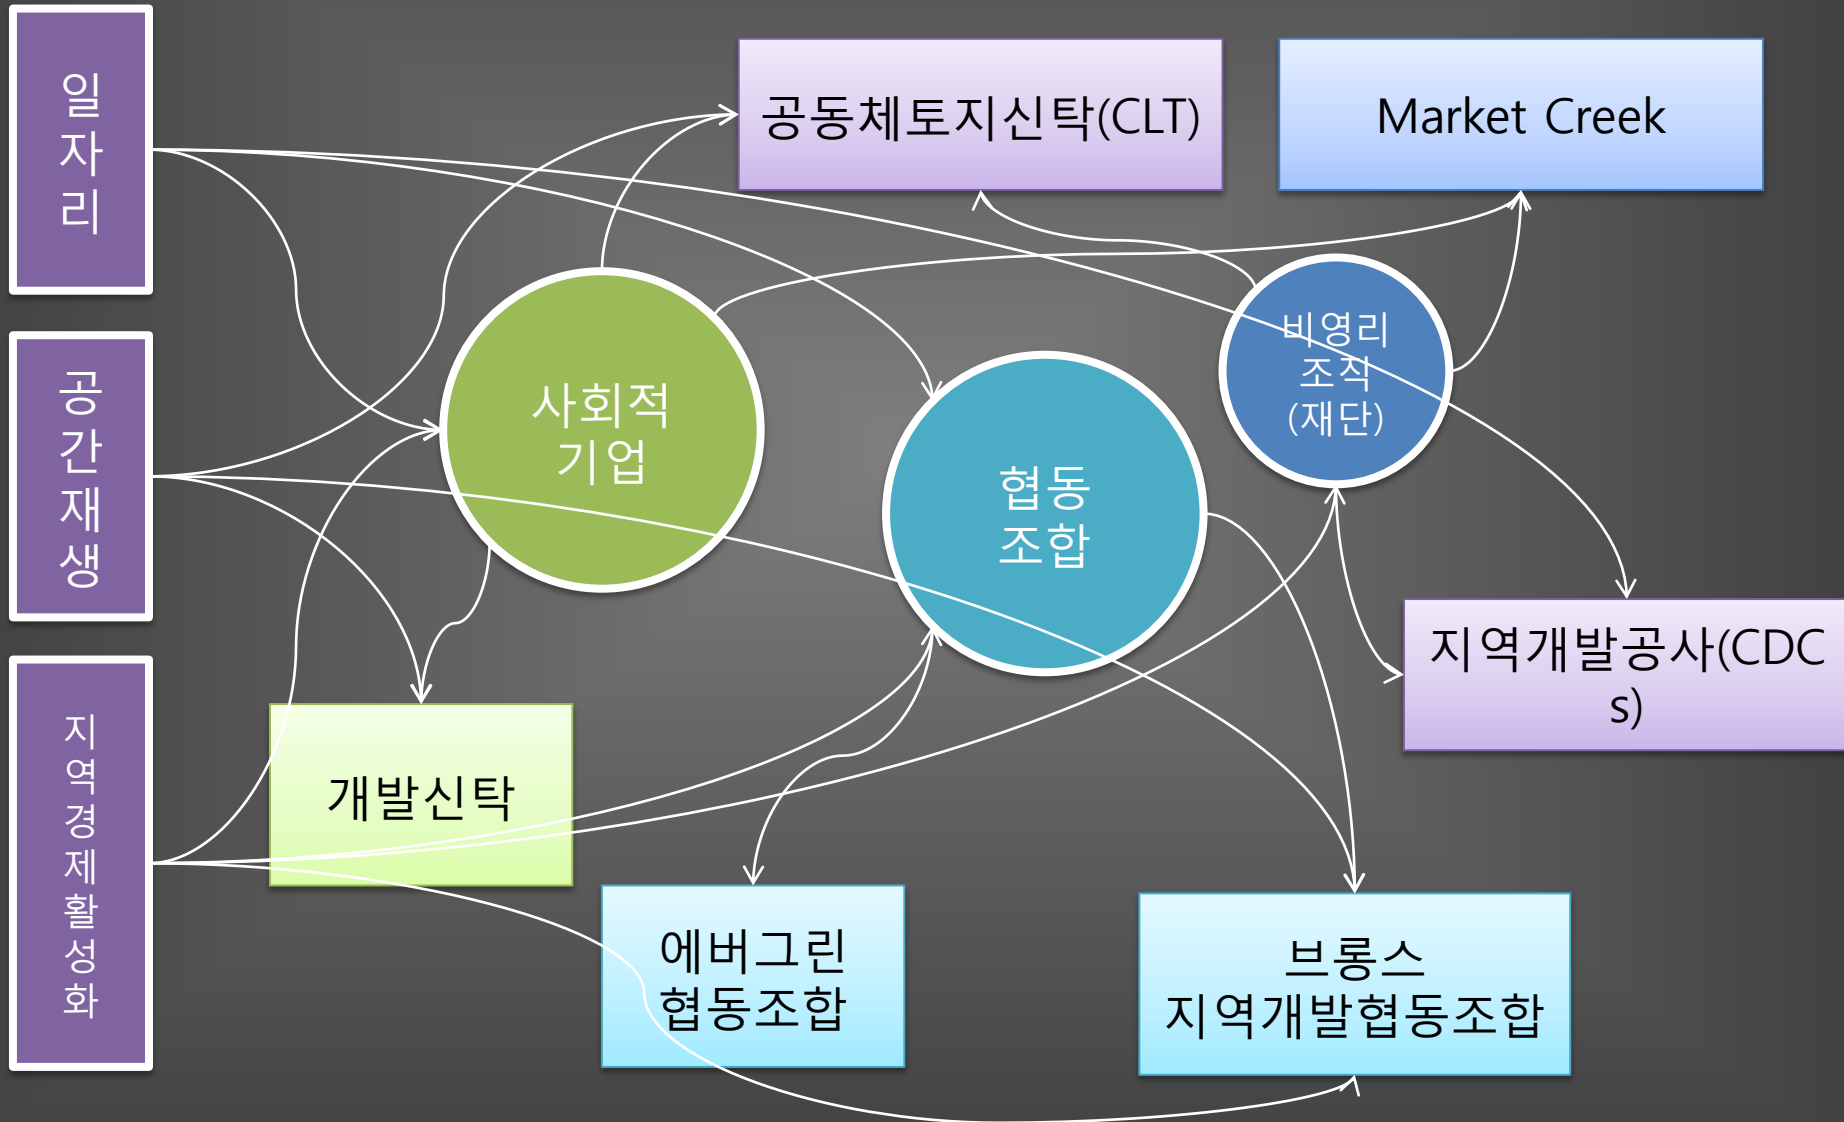 일
자
리
공
간
재
생
지
역
경
제
활
성
화
공동체토지신탁(CLT)
Market Creek
사회적
기업
협동
조합
비영리
조직
(재단)
지역개발공사(CDC
s)
개발신탁
에버그린
협동조합
브롱스
지역개발협동조합